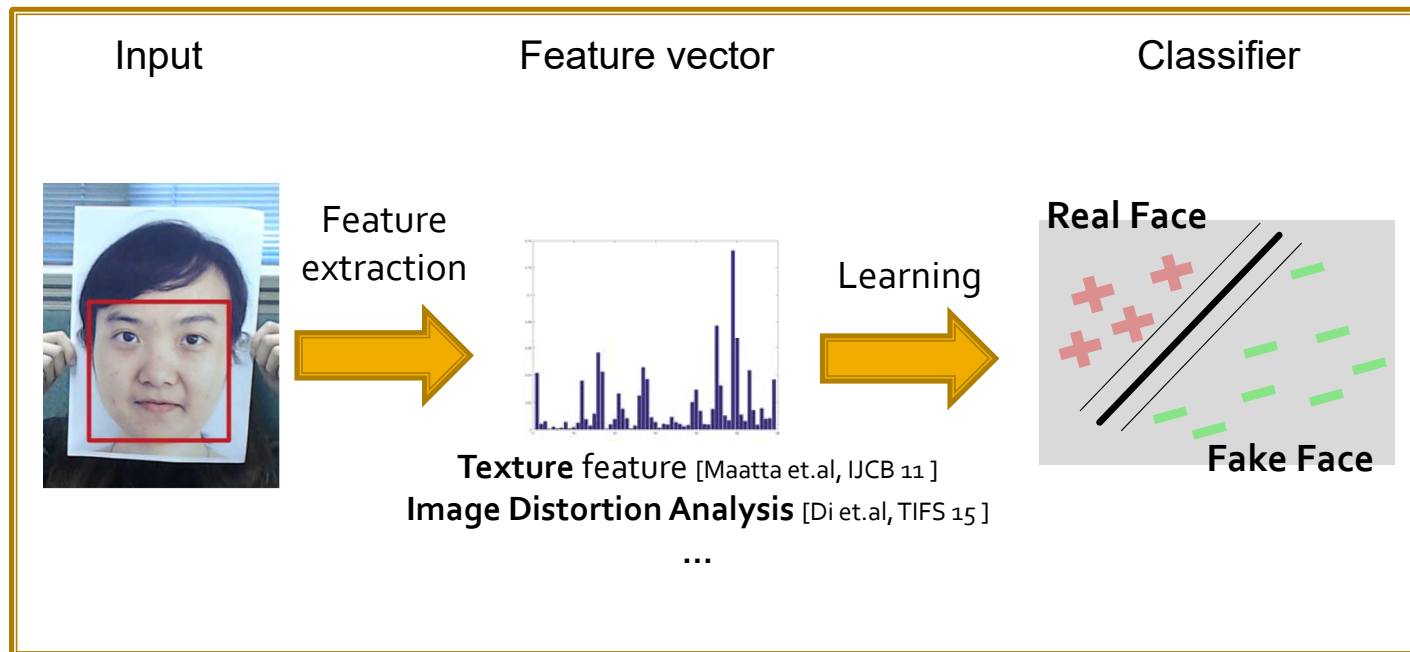 Input
Feature vector
Classifier
Feature
extraction
Learning
Real Face
Fake Face
Texture feature [Maatta et.al, IJCB 11 ]
Image Distortion Analysis [Di et.al, TIFS 15 ]
...